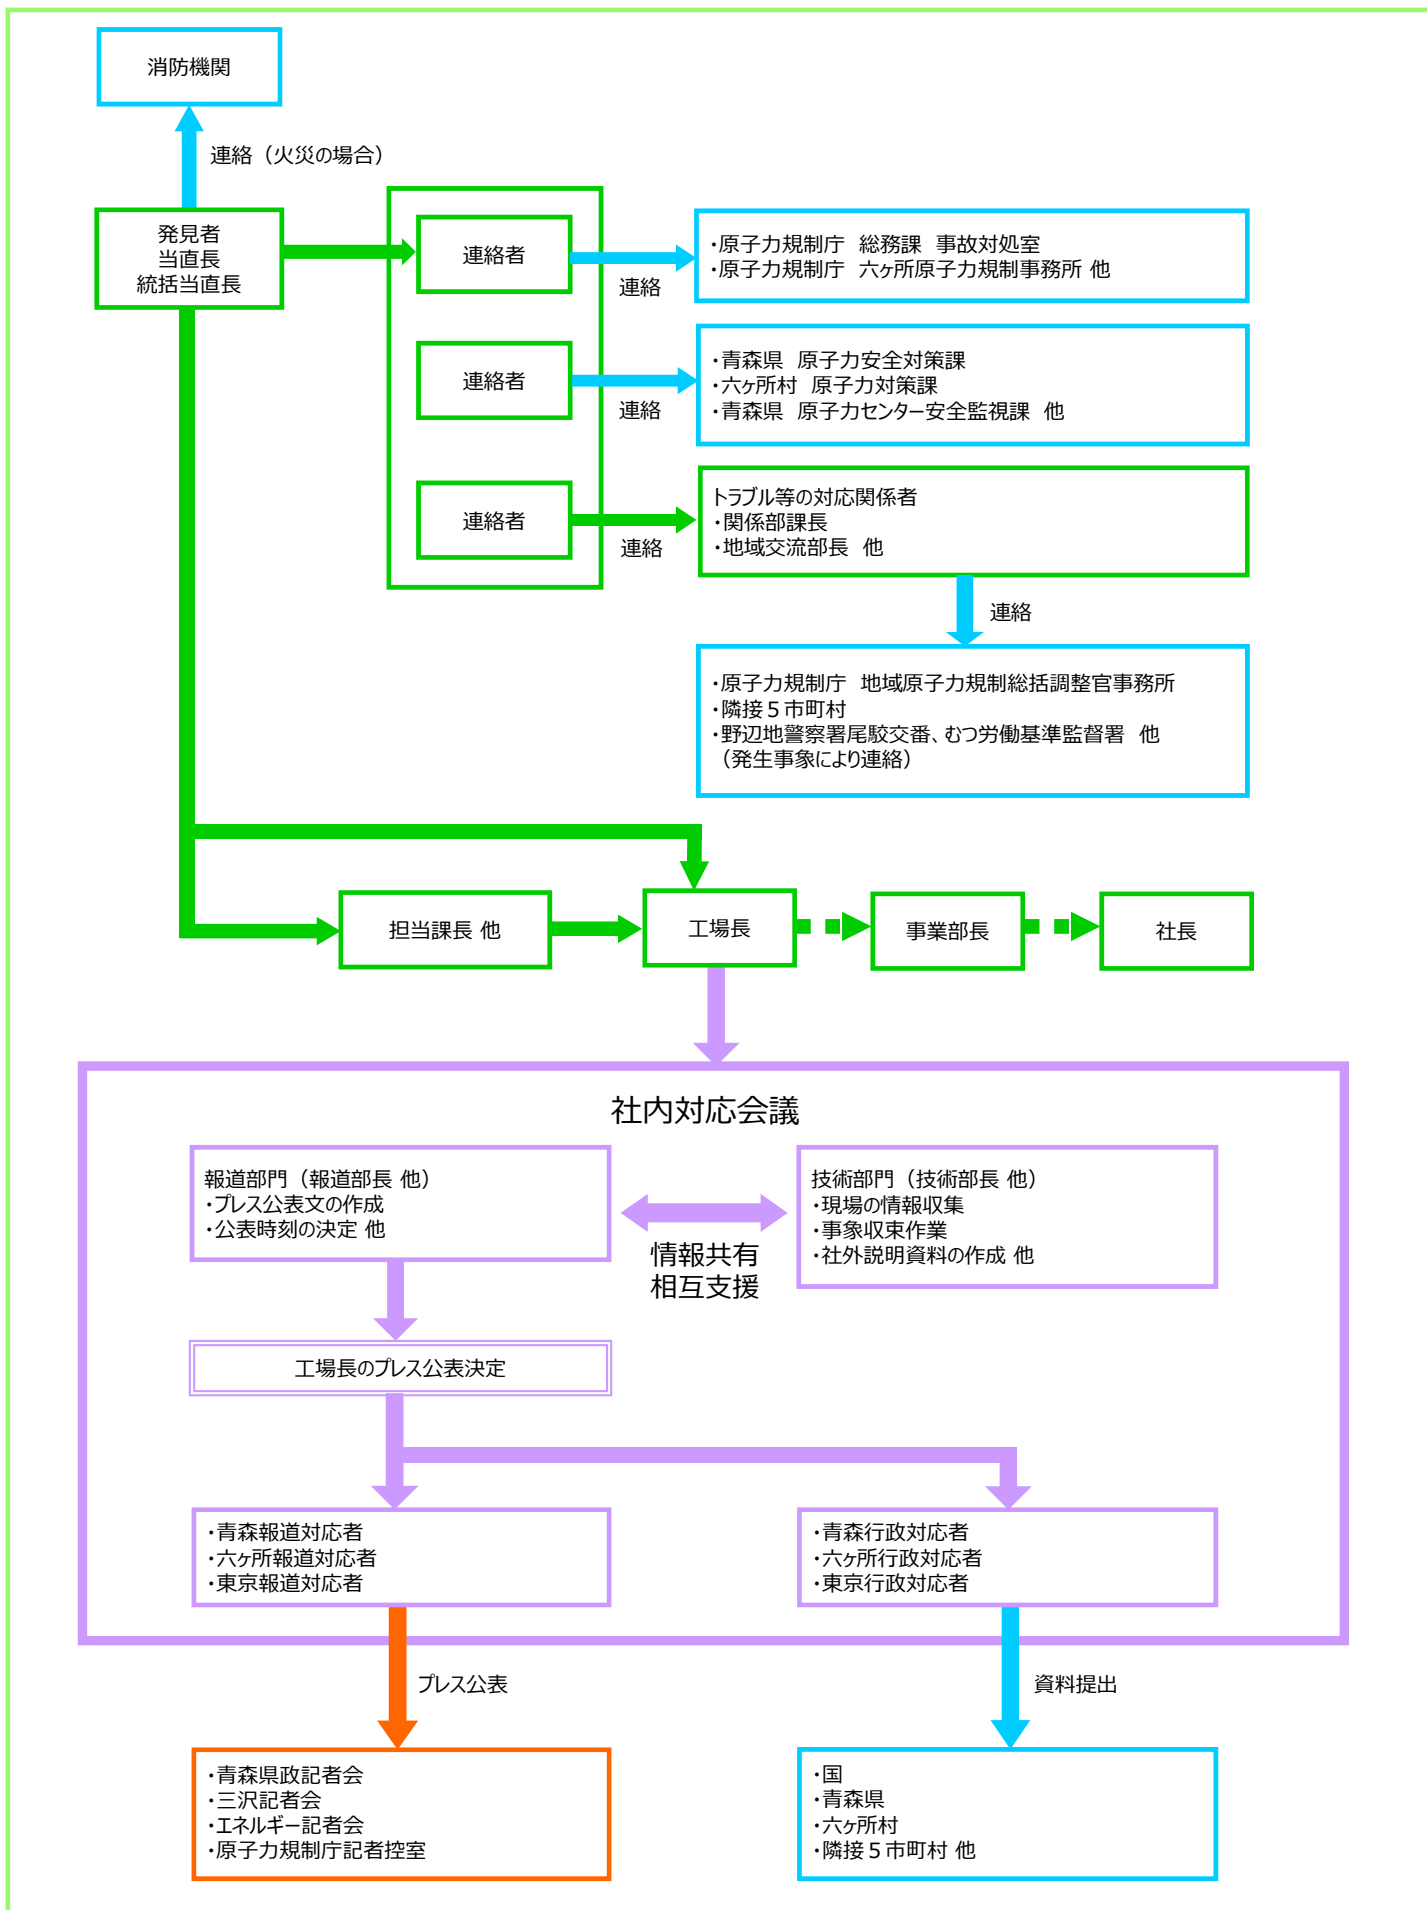 消防機関
連絡（火災の場合）
発見者
当直長
統括当直長
連絡者
連絡
・原子力規制庁　総務課　事故対処室
・原子力規制庁　六ヶ所原子力規制事務所 他
連絡者
連絡
・青森県　原子力安全対策課
・六ヶ所村　原子力対策課
・青森県　原子力センター安全監視課　他
連絡者
連絡
トラブル等の対応関係者
・関係部課長
・地域交流部長　他
連絡
・原子力規制庁　地域原子力規制総括調整官事務所
・隣接５市町村
・野辺地警察署尾駮交番、むつ労働基準監督署　他
（発生事象により連絡）
担当課長 他
工場長
事業部長
社長
社内対応会議
報道部門（報道部長 他）
・プレス公表文の作成
・公表時刻の決定 他
情報共有
相互支援
技術部門（技術部長 他）
・現場の情報収集
・事象収束作業
・社外説明資料の作成 他
工場長のプレス公表決定
・青森報道対応者
・六ヶ所報道対応者
・東京報道対応者
・青森行政対応者
・六ヶ所行政対応者
・東京行政対応者
プレス公表
資料提出
・青森県政記者会
・三沢記者会
・エネルギー記者会
・原子力規制庁記者控室
・国
・青森県
・六ヶ所村
・隣接５市町村 他